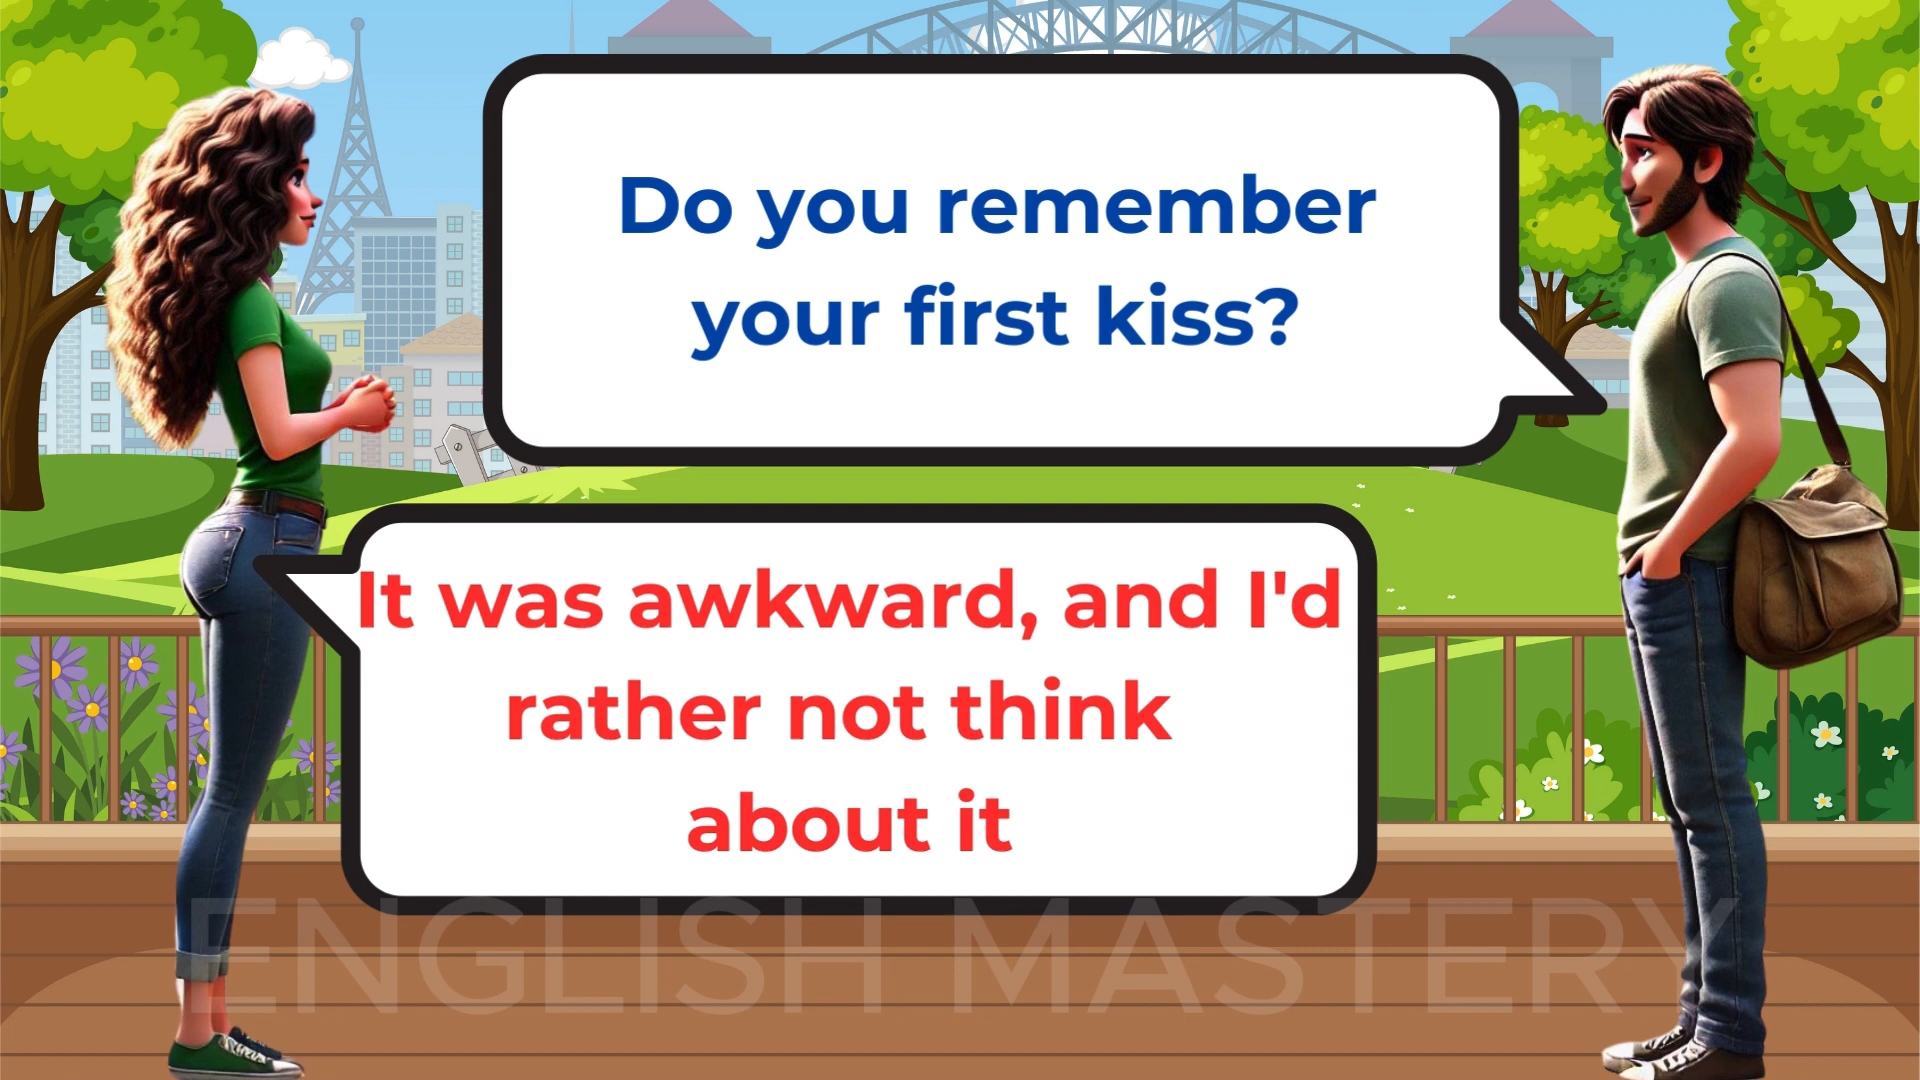 Do you remember
your first kiss?
It was awkward, and I'd
rather not think
about it
ENGLISH MASTERY